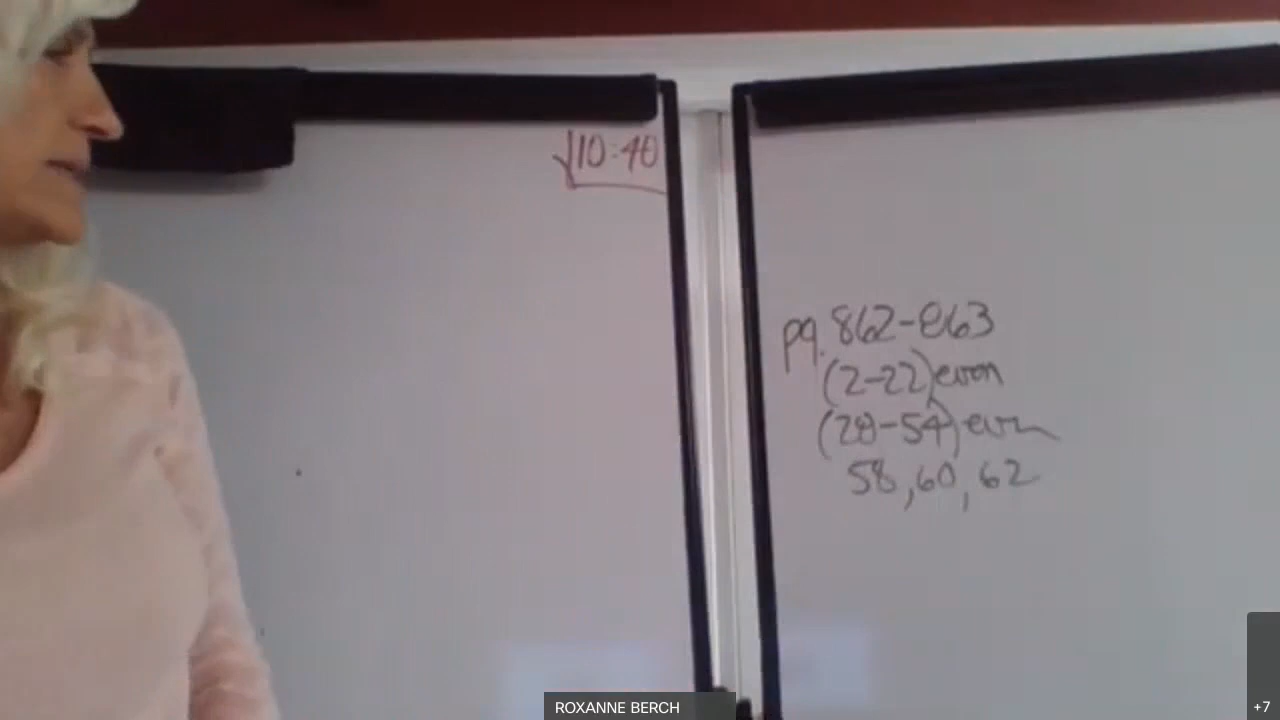 10:40
pg. 862-863
(2-22) even
(28-54) even
58, 60, 62
ROXANNE BERCH
+7